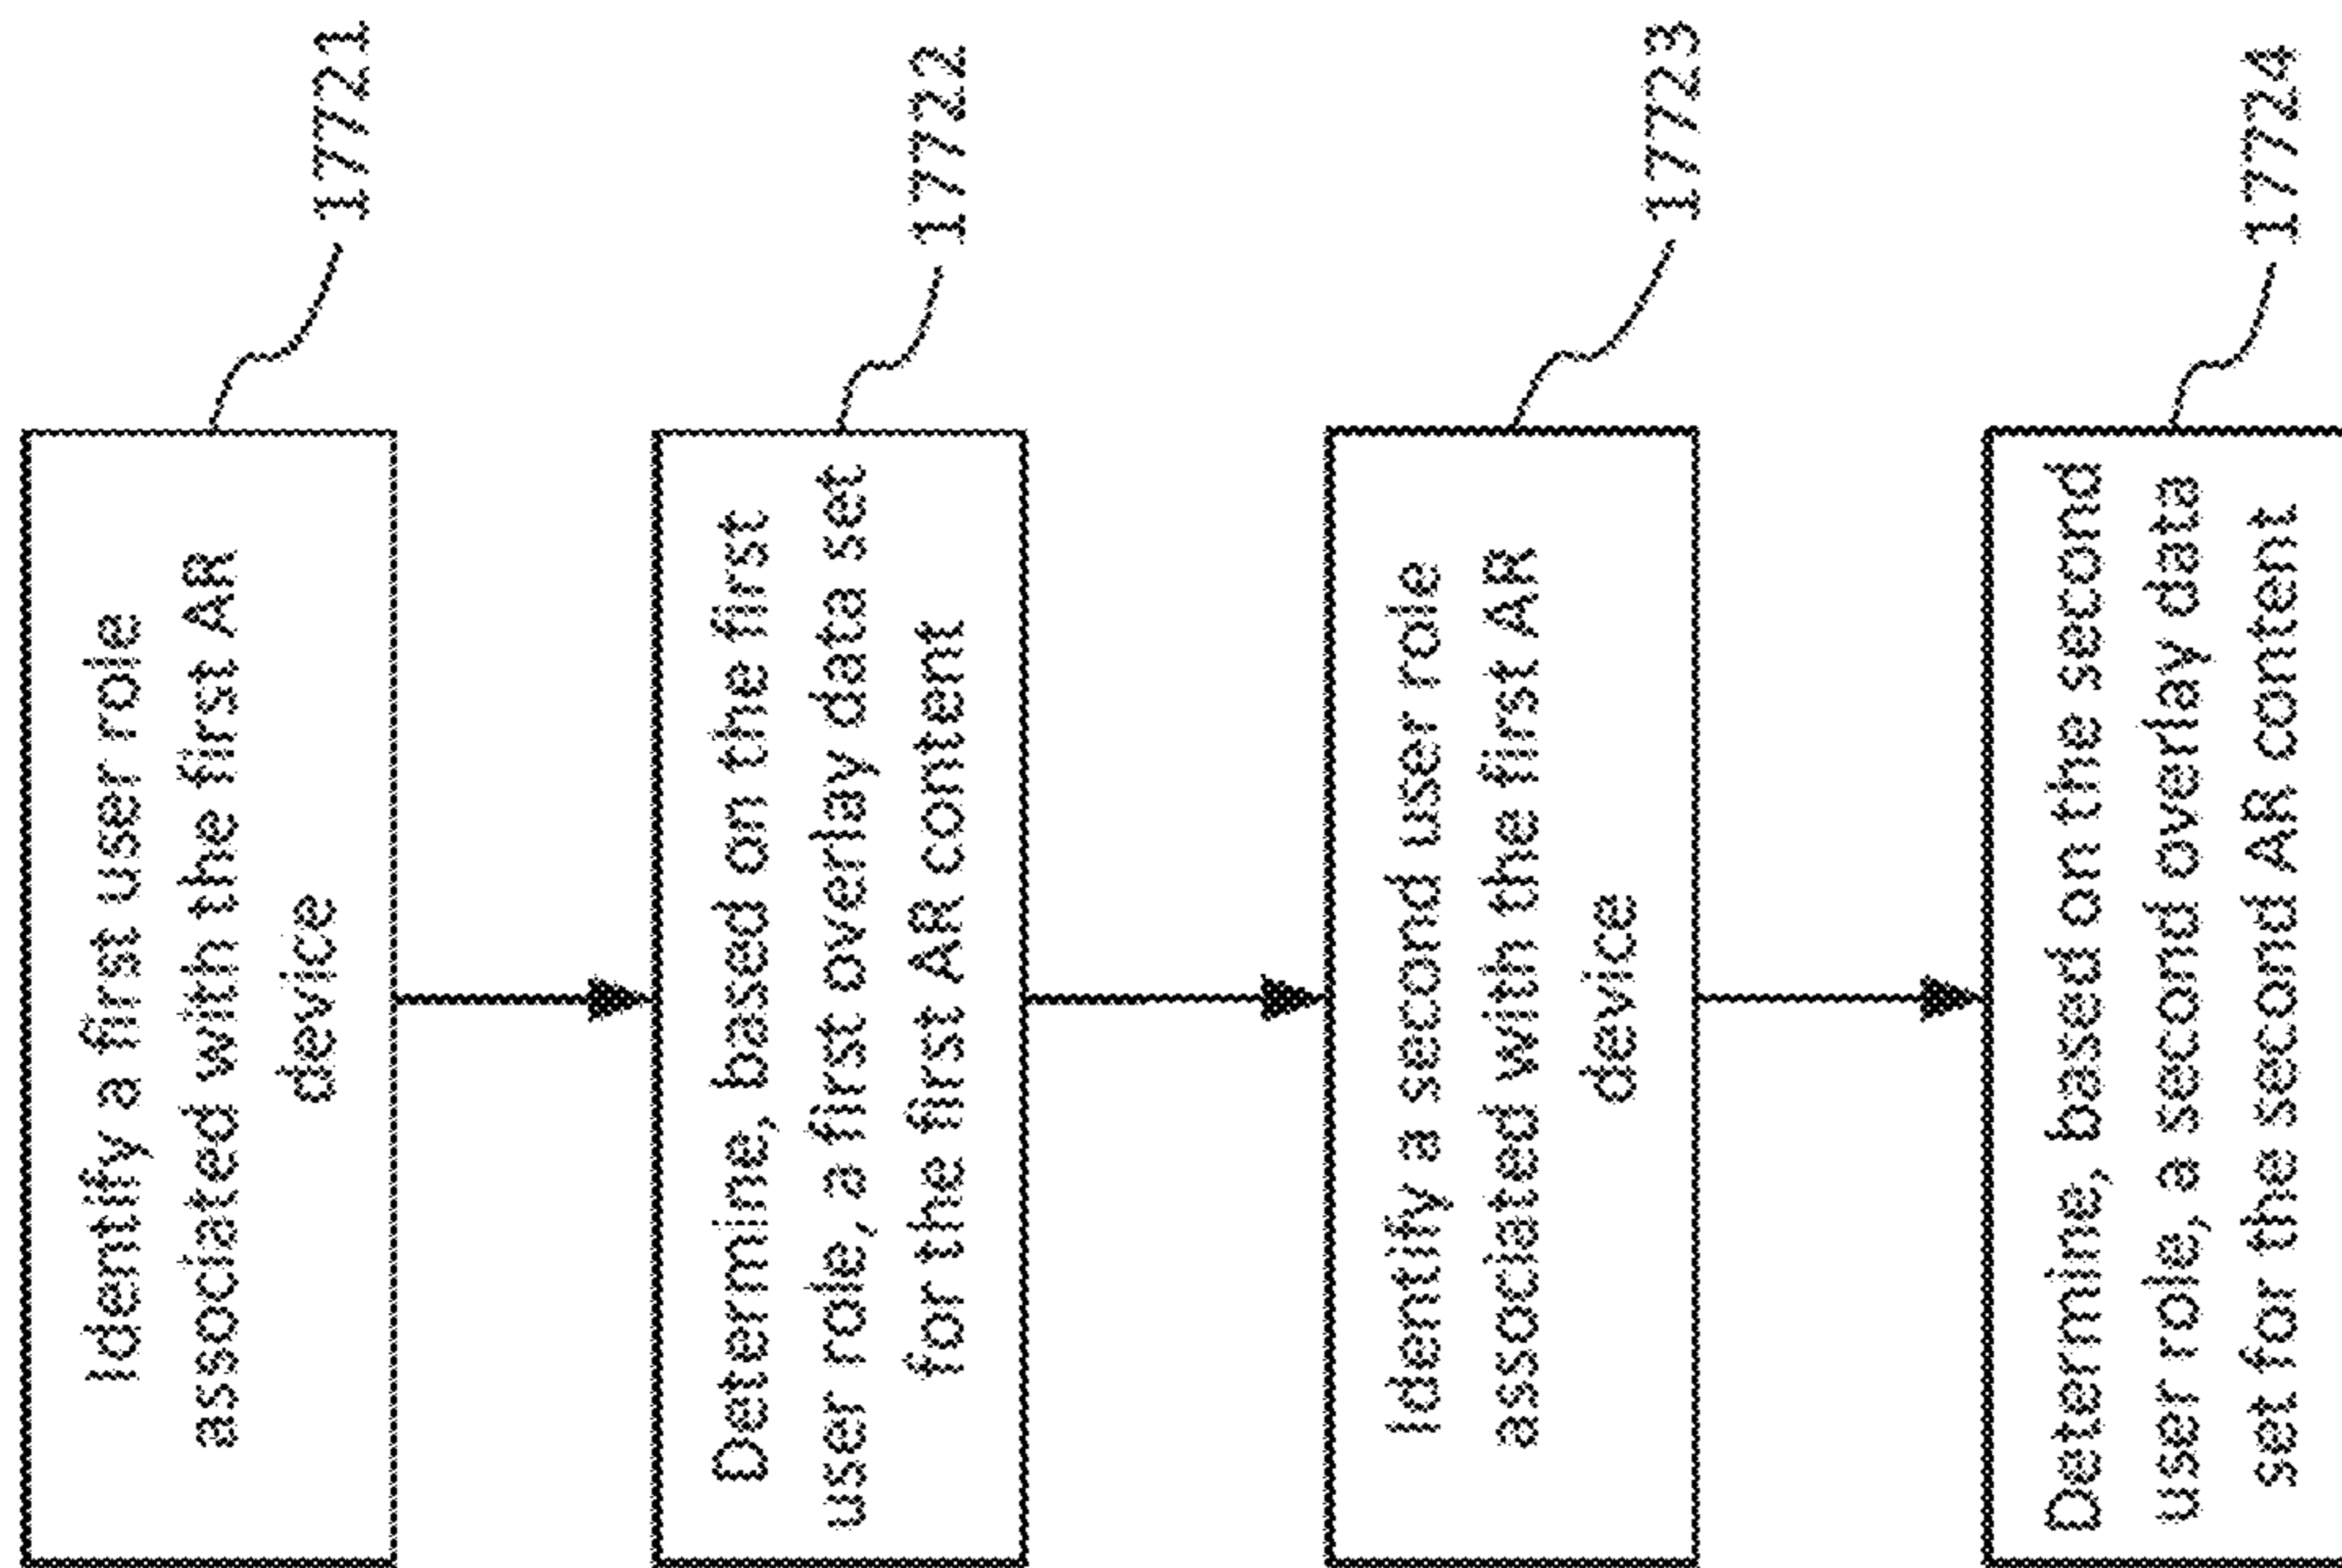 Identify a first user role
associated with the first AR
device
17721
Determine, based on the first
user role, a first overlay data set
for the first AR content
17722
Identify a second user role
associated with the first AR
device
17723
Determine, based on the second
user role, a second overlay data
set for the second AR content
17724